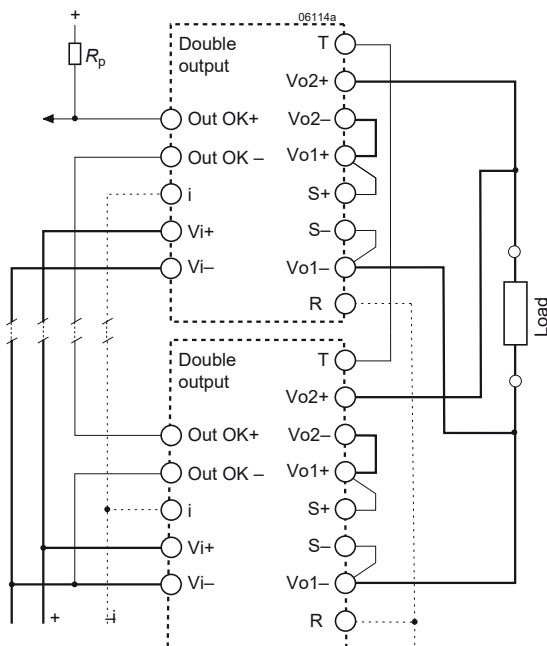 06114a
+
Rp
Double
output
T
Vo2+
Out OK+
Vo2–
Out OK –
Vo1+
i
S+
Vi+
S–
Vi–
Vo1–
R
Load
Double
output
T
Vo2+
Out OK+
Vo2–
Out OK –
Vo1+
i
S+
Vi+
S–
Vi–
Vo1–
+
i
R